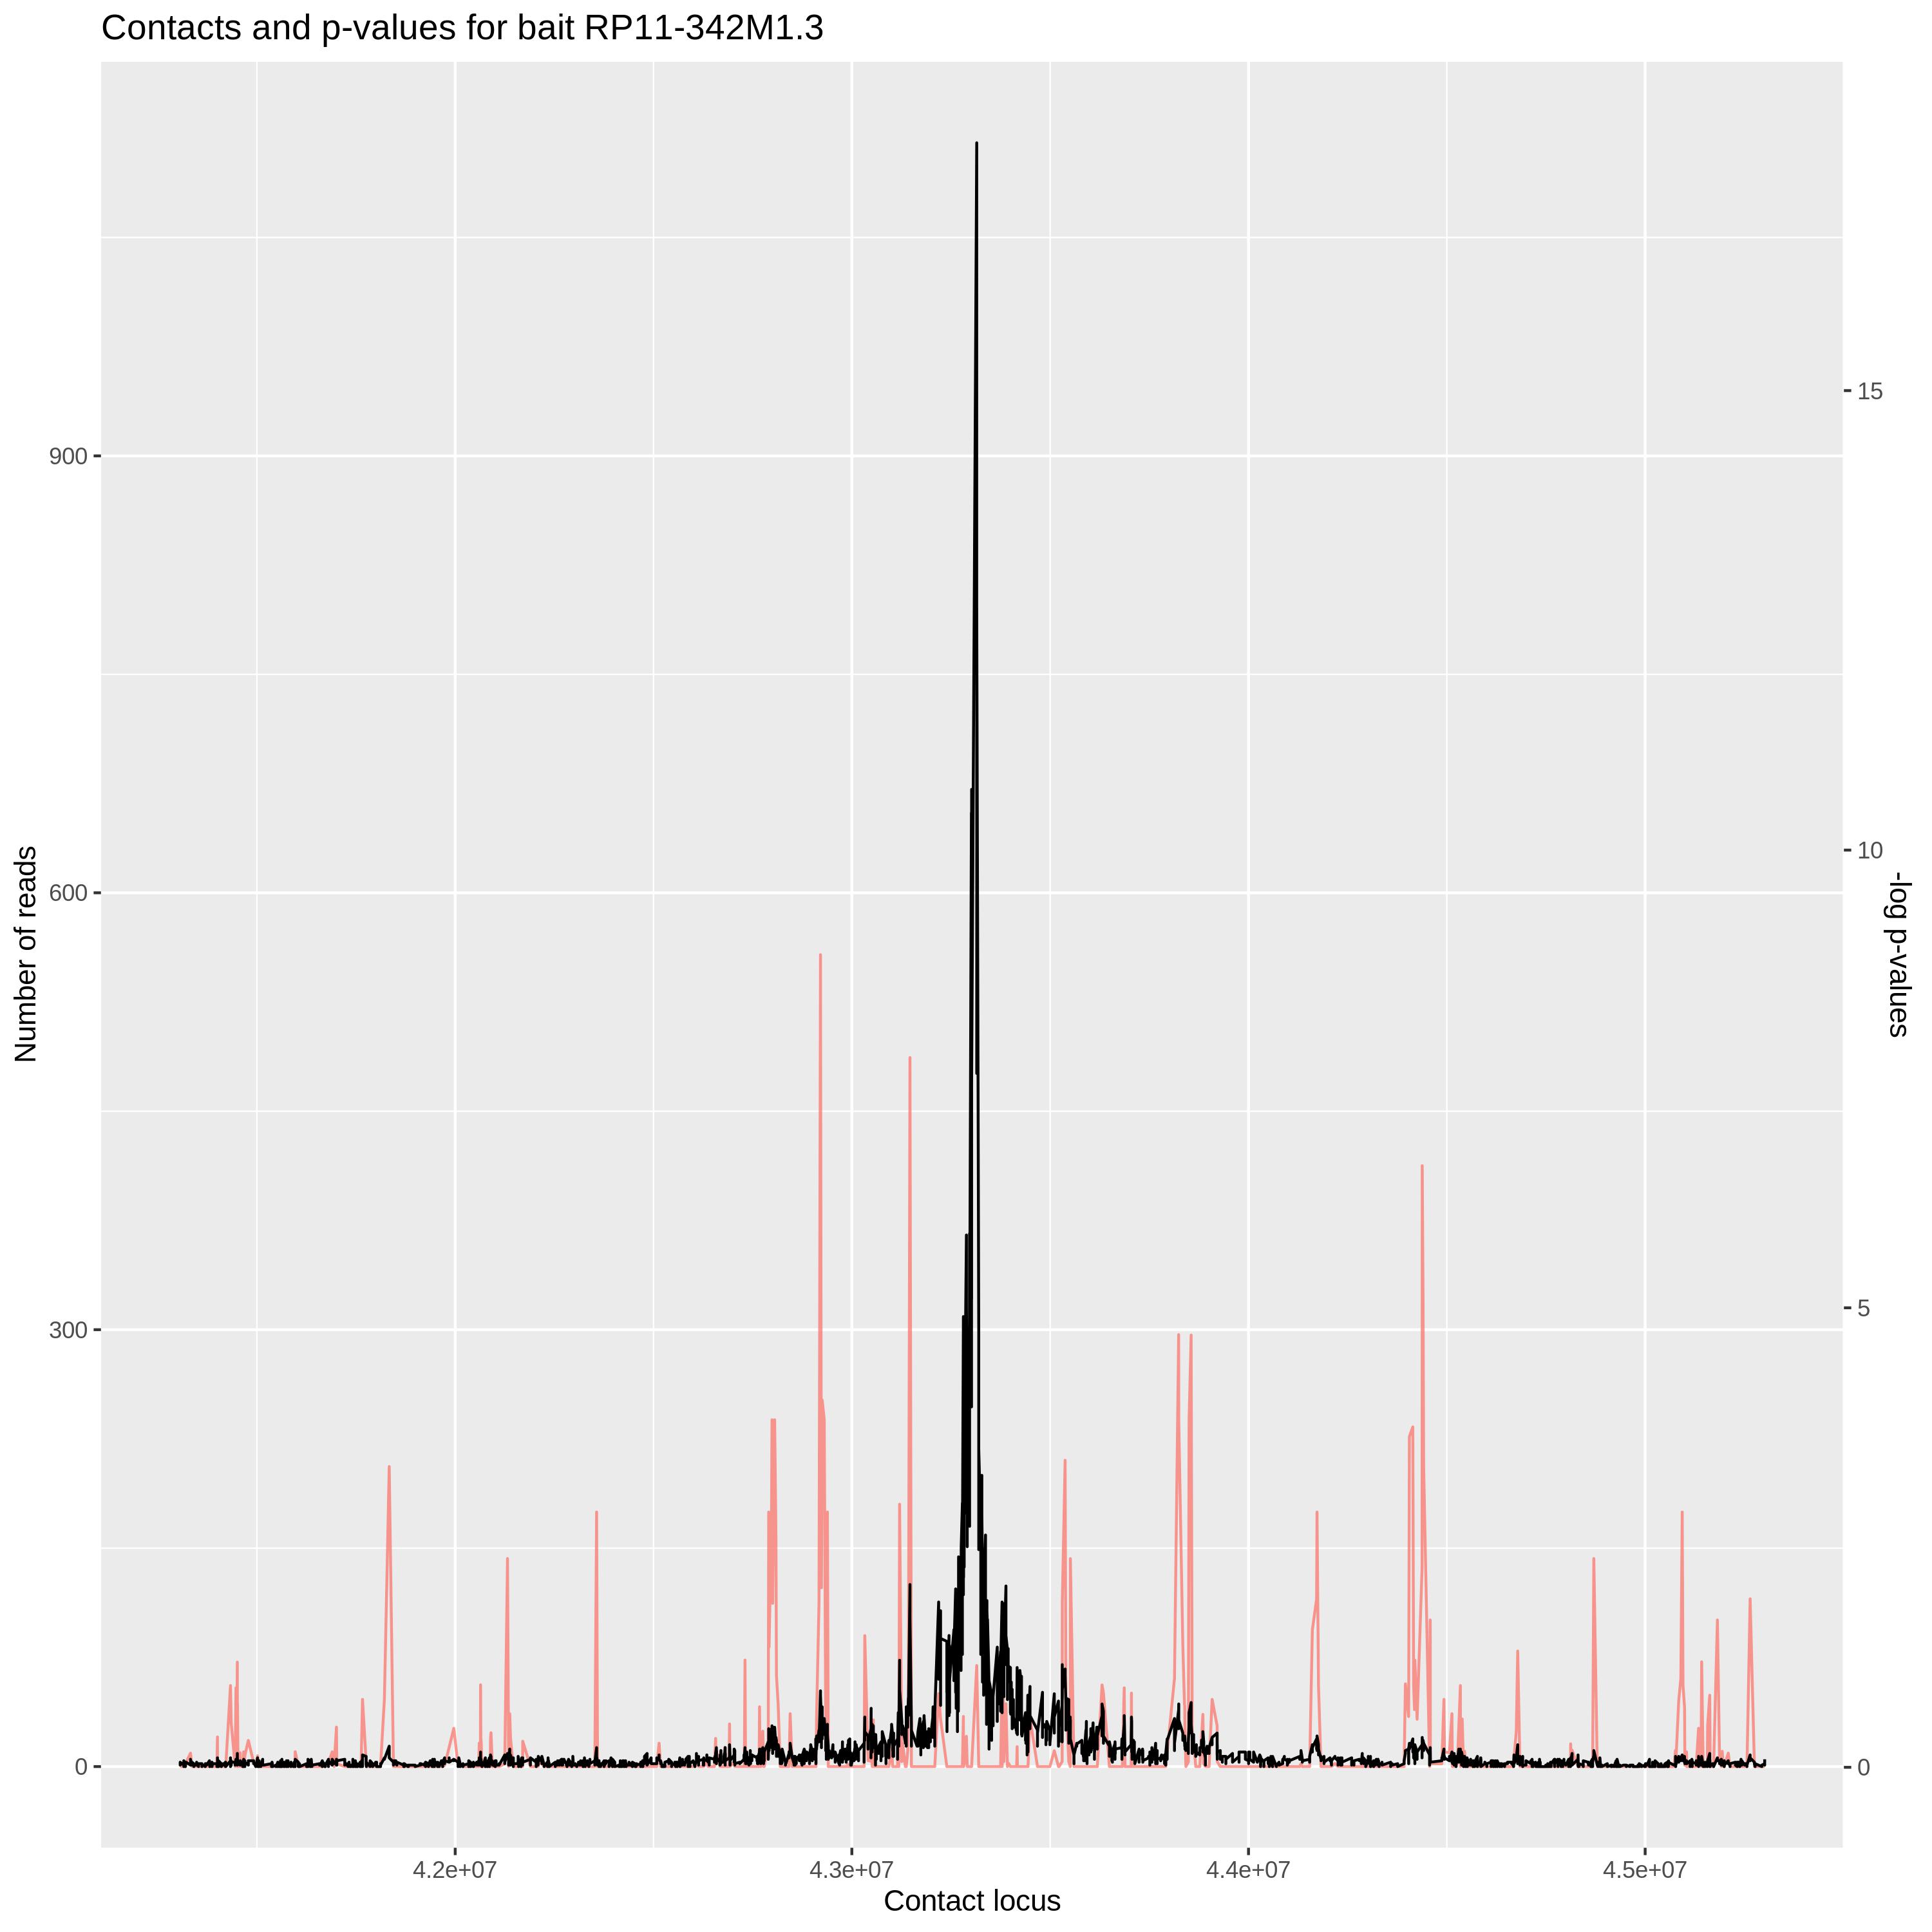 Contacts and p-values for bait RP11-342M1.3
Number of reads
900
600
300
0
15
10
5
0
-log p-values
4.2e+07
4.3e+07
4.4e+07
4.5e+07
Contact locus